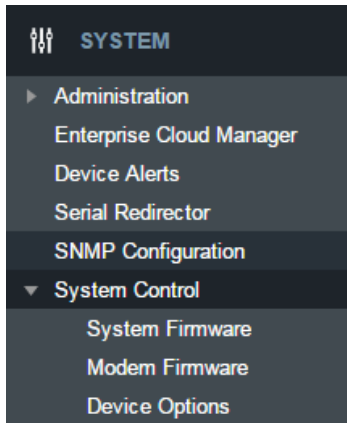 SYSTEM
Administration
Enterprise Cloud Manager
Device Alerts
Serial Redirector
SNMP Configuration
System Control
System Firmware
Modem Firmware
Device Options